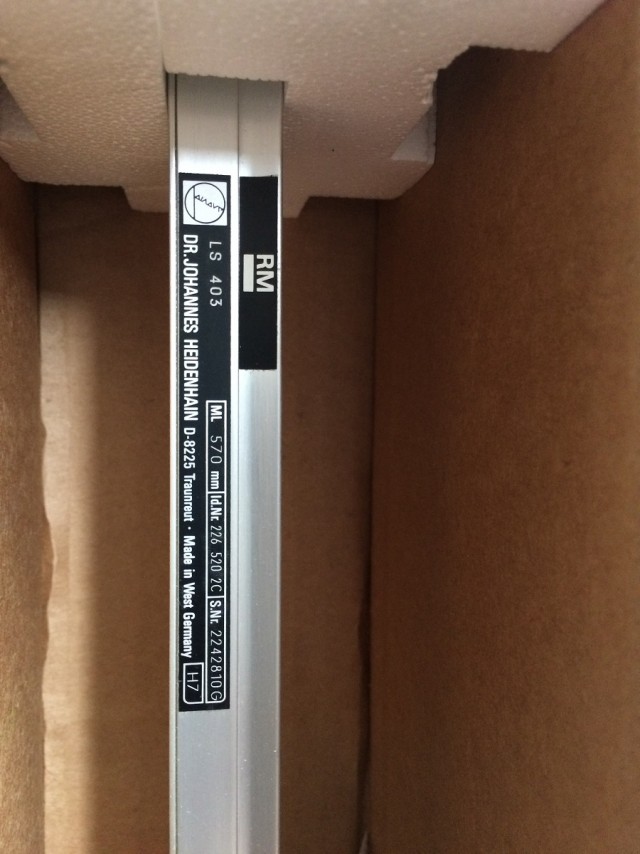 LS 403
ML 570 mm Id.Nr. 226 520 2C S.Nr. 2242810G
DR. JOHANNES HEIDENHAIN D-8225 Traunreut · Made in West Germany H7
RM